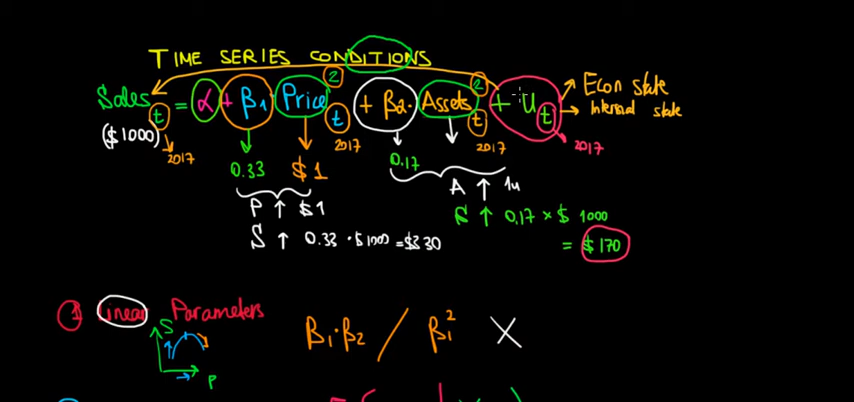 TIME SERIES CONDITIONS
Sales t = α + β1 Price 2 t + β2 · Assets 2 t + u t
Econ state
Internal state
($1000)
2017
0.33
$1
2017
0.17
2017
2017
P ↑ $1
A ↑ 1u
S ↑ 0.33 · $1000 = $330
S ↑ 0.17 × $ 1000
= $170
1 Linear Parameters
S
P
β1·β2 / β1² X